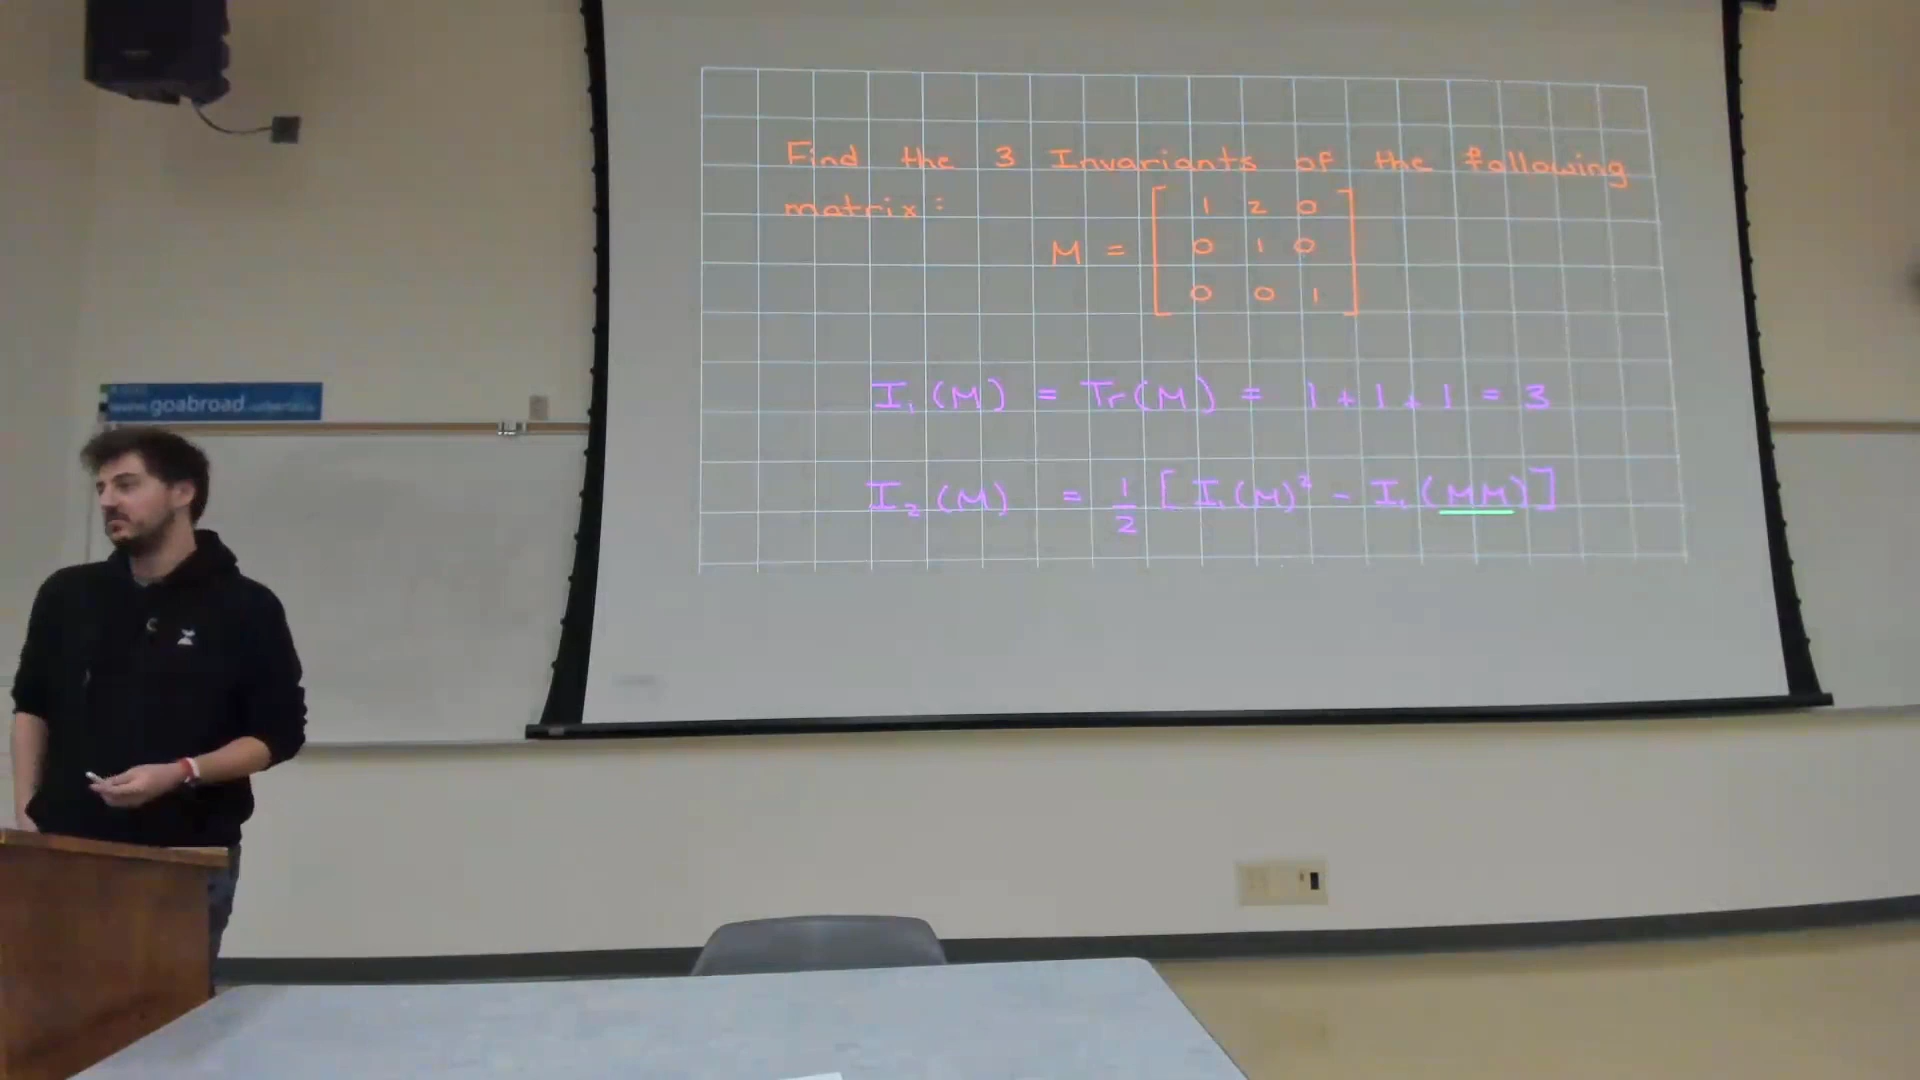 Find the 3 Invariants of the following
matrix:
M = [ 1 2 0
0 1 0
0 0 1 ]
I₁(M) = Tr(M) = 1 + 1 + 1 = 3
I₂(M) = 1/2 [ I₁(M)² - I₁(MM) ]
www.goabroad